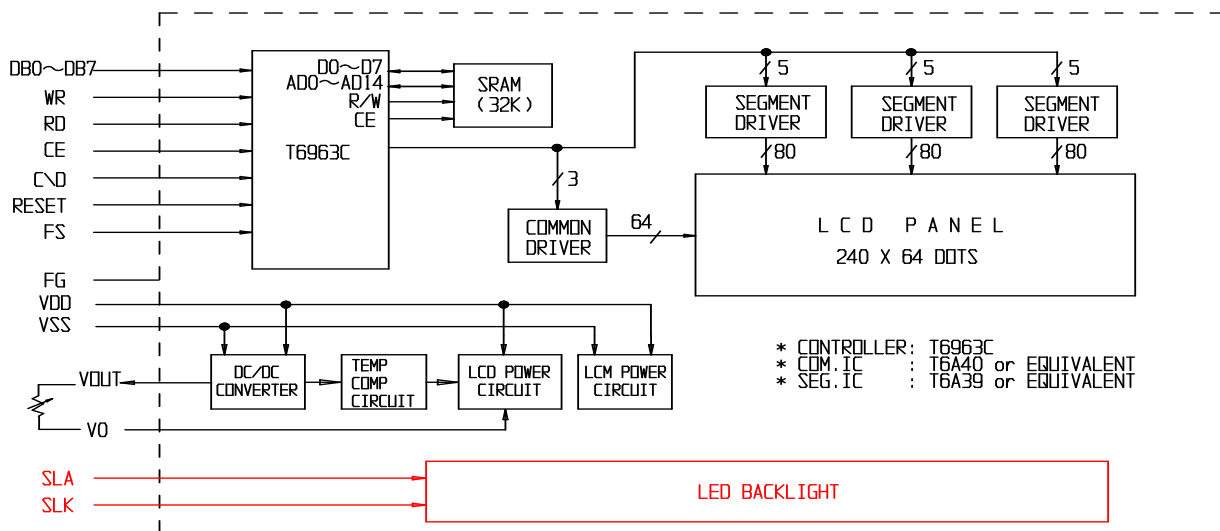 DB0~DB7
WR
RD
CE
C\D
RESET
FS
FG
VDD
VSS
VOUT
VO
SLA
SLK
D0~D7
AD0~AD14
R/W
CE
T6963C
SRAM
(32K)
5
5
5
SEGMENT
DRIVER
SEGMENT
DRIVER
SEGMENT
DRIVER
80
80
80
3
COMMON
DRIVER
64
LCD PANEL
240 X 64 DOTS
DC/DC
CONVERTER
TEMP
COMP
CIRCUIT
LCD POWER
CIRCUIT
LCM POWER
CIRCUIT
* CONTROLLER: T6963C
* COM.IC : T6A40 or EQUIVALENT
* SEG.IC : T6A39 or EQUIVALENT
LED BACKLIGHT